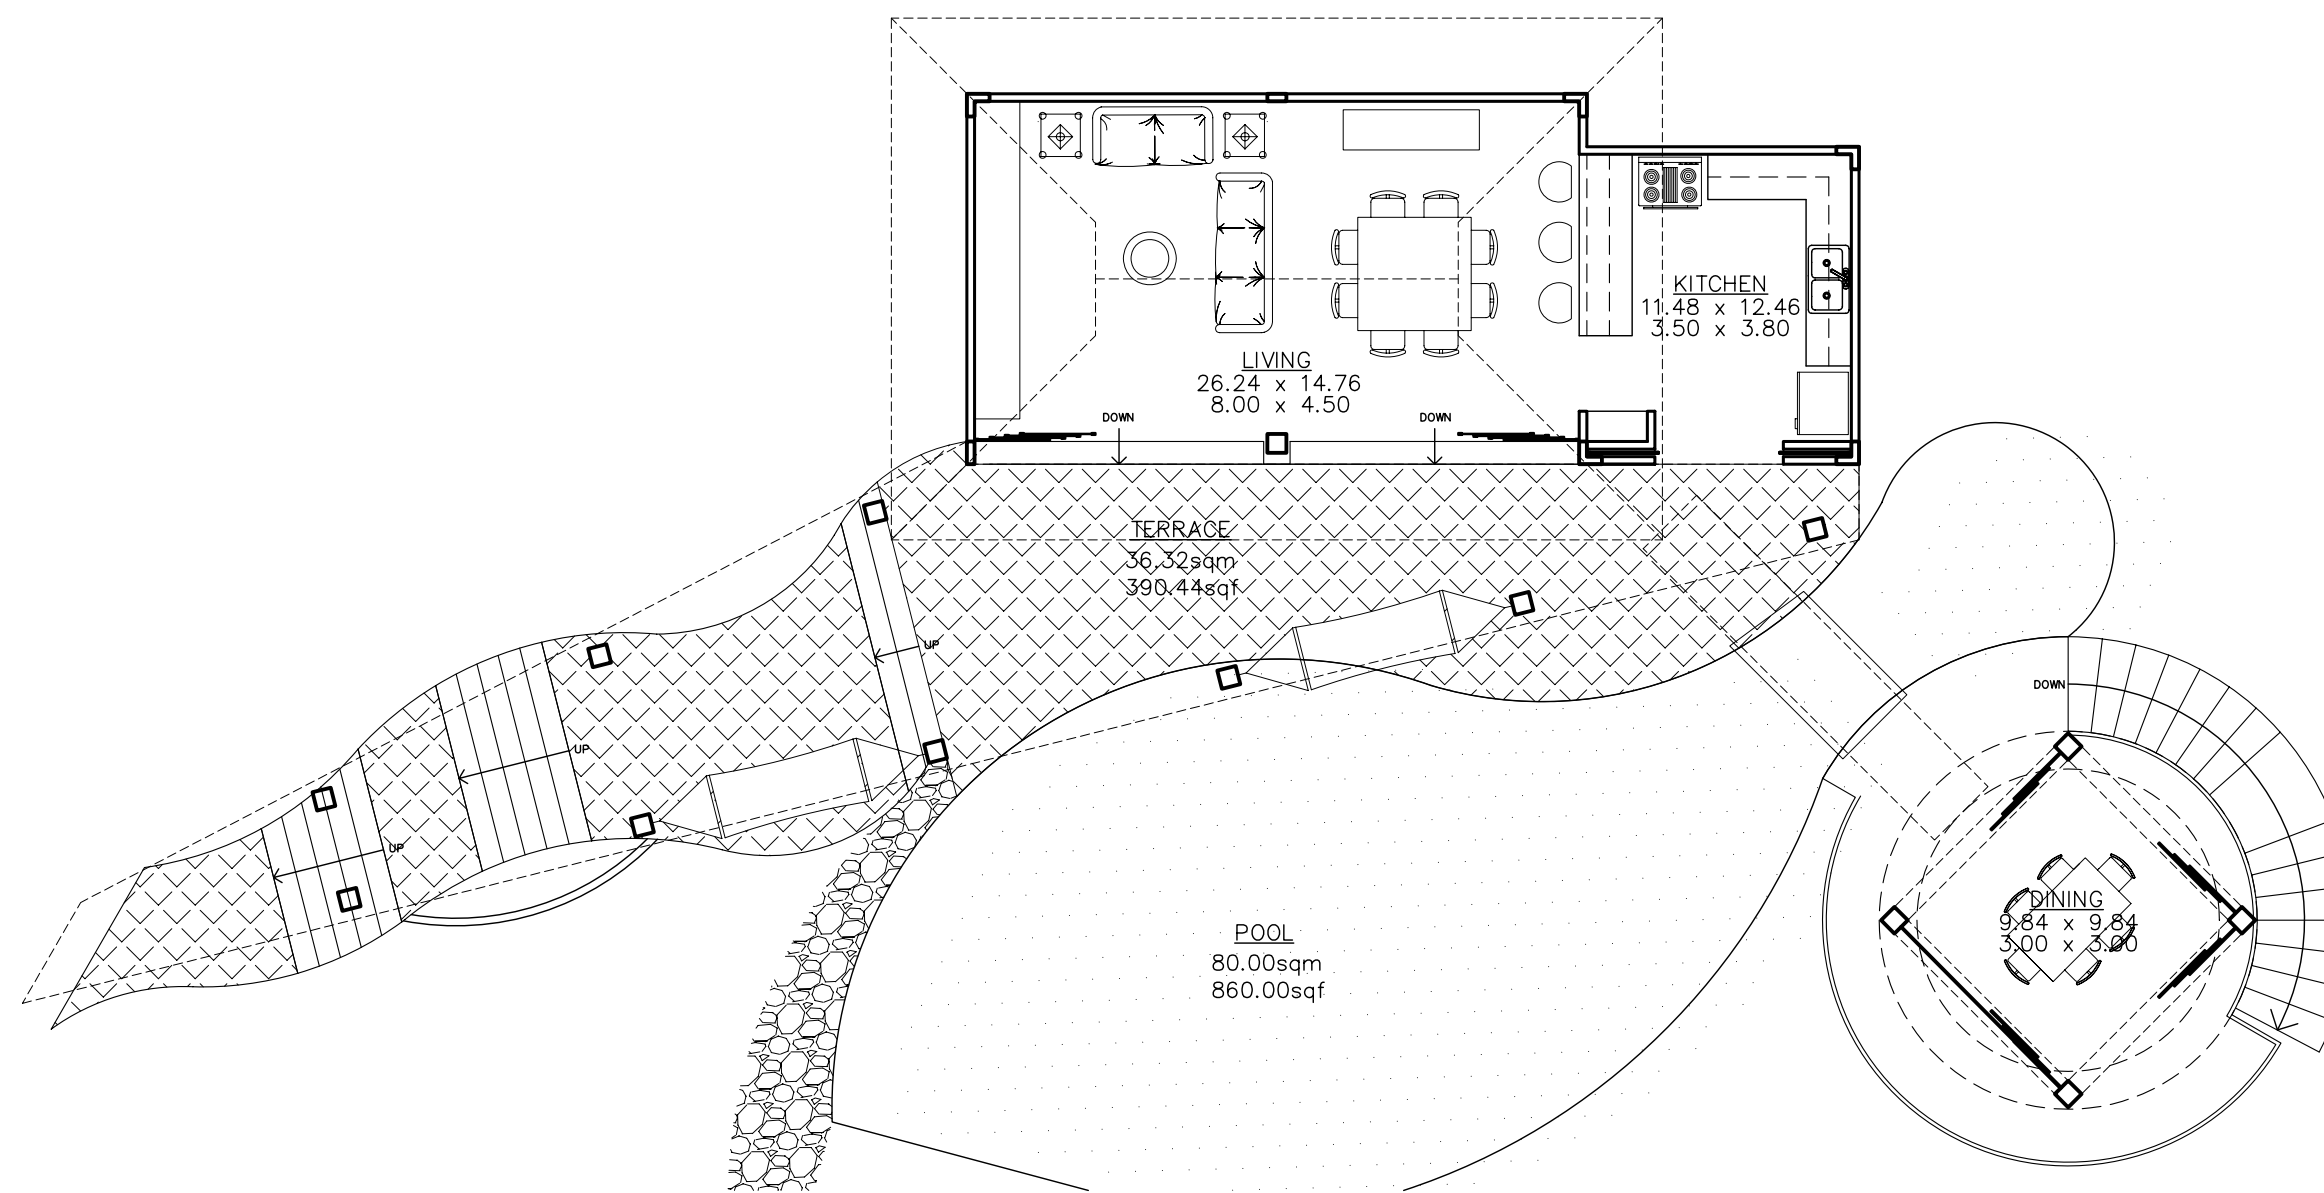 KITCHEN
11.48 x 12.46
3.50 x 3.80
LIVING
26.24 x 14.76
8.00 x 4.50
DOWN
DOWN
TERRACE
36.32sqm
390.44sqf
UP
DOWN
UP
UP
DINING
9.84 x 9.84
3.00 x 3.00
POOL
80.00sqm
860.00sqf